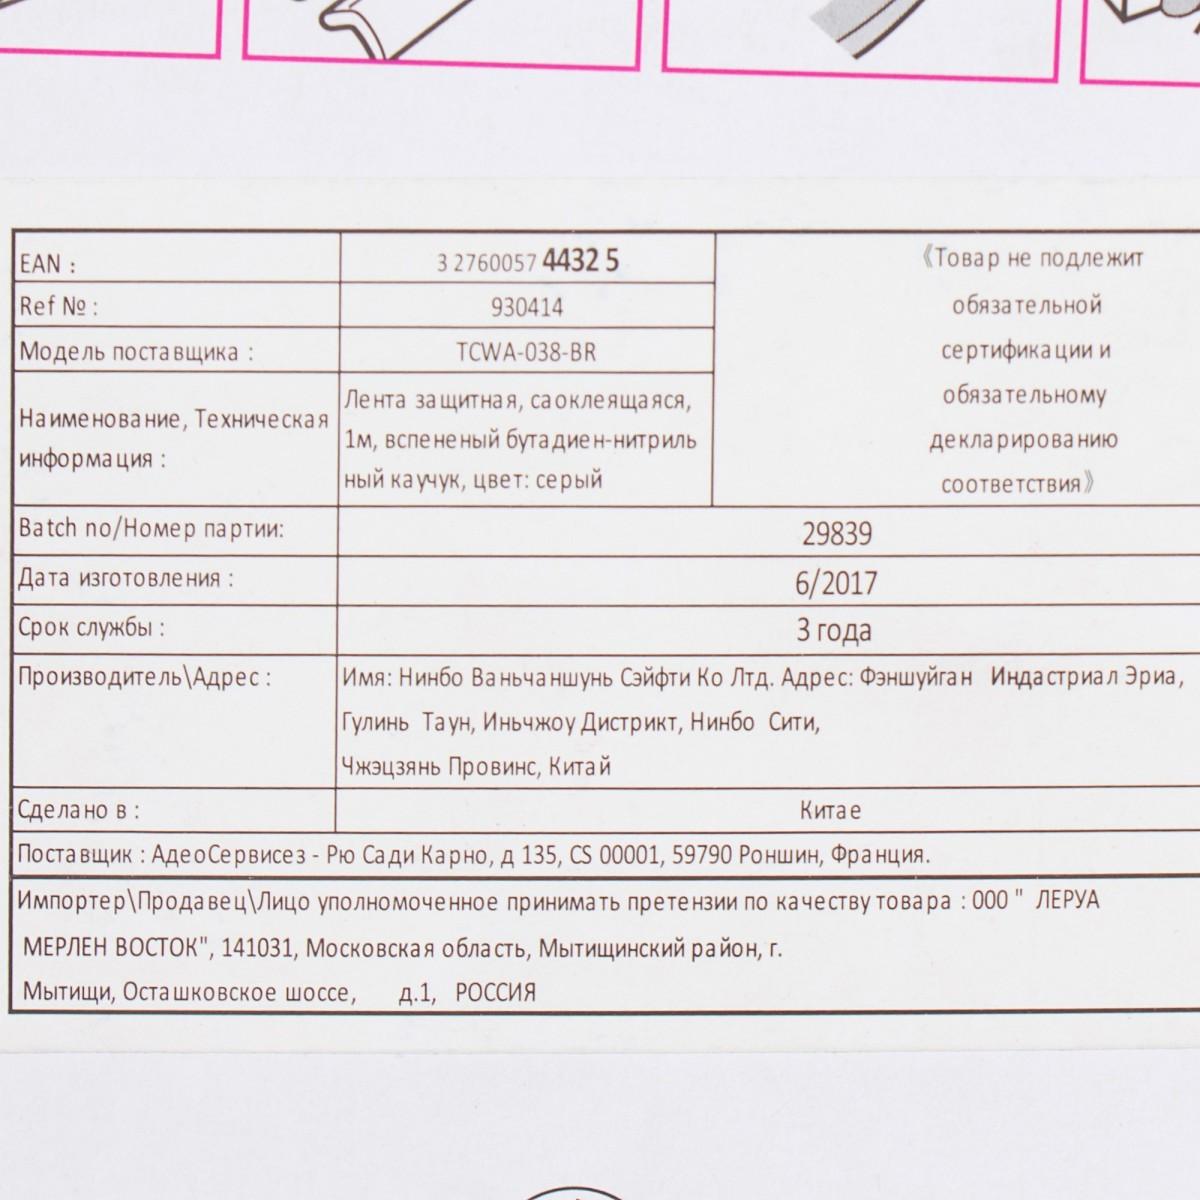 EAN : 3 2760057 4432 5
Ref № : 930414
Модель поставщика : TCWA-038-BR
Наименование, Техническая
информация :
Лента защитная, саоклеящаяся,
1м, вспененый бутадиен-нитриль
ный каучук, цвет: серый
《Товар не подлежит
обязательной
сертификации и
обязательному
декларированию
соответствия》
Batch no/Номер партии: 29839
Дата изготовления : 6/2017
Срок службы : 3 года
Производитель\Адрес : Имя: Нинбо Ваньчаншунь Сэйфти Ко Лтд. Адрес: Фэншуйган Индастриал Эриа,
Гулинь Таун, Иньчжоу Дистрикт, Нинбо Сити,
Чжэцзянь Провинс, Китай
Сделано в : Китае
Поставщик : АдеоСервисез - Рю Сади Карно, д 135, CS 00001, 59790 Роншин, Франция.
Импортер\Продавец\Лицо уполномоченное принимать претензии по качеству товара : ООО " ЛЕРУА
МЕРЛЕН ВОСТОК", 141031, Московская область, Мытищинский район, г.
Мытищи, Осташковское шоссе, д.1, РОССИЯ